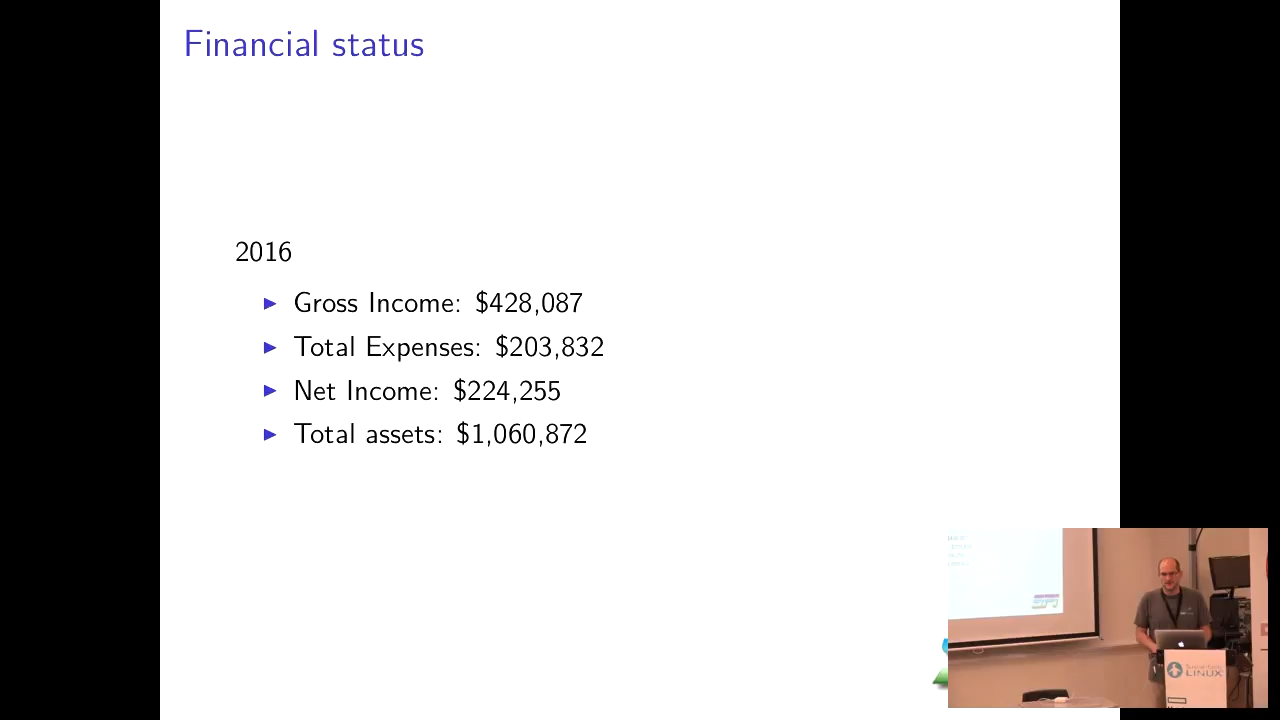 Financial status
2016
Gross Income: $428,087
Total Expenses: $203,832
Net Income: $224,255
Total assets: $1,060,872
LINUX